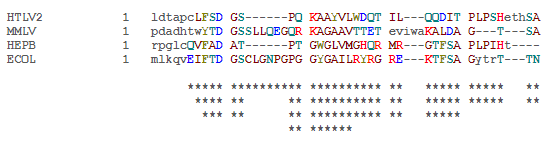 HTLV2 1 ldtapcLFSD GS------PQ KAAYVLWDQT IL---QQDIT PLPSHethSA
MMLV 1 pdadhtwYTD GSSLLQEGQR KAGAAVTTET eviwaKALDA G---T---SA
HEPB 1 rpglcQVFAD AT------PT GWGLVMGHQR MR---GTFSA PLPIHt----
ECOL 1 mlkqvEIFTD GSCLGNPGPG GYGAILRYRG RE---KTFSA GytrT---TN
***** ********** ********** ** ***** ***** **
**** ** ** ********** ** ***** **
*** ** ** ********** ** *****
** ******